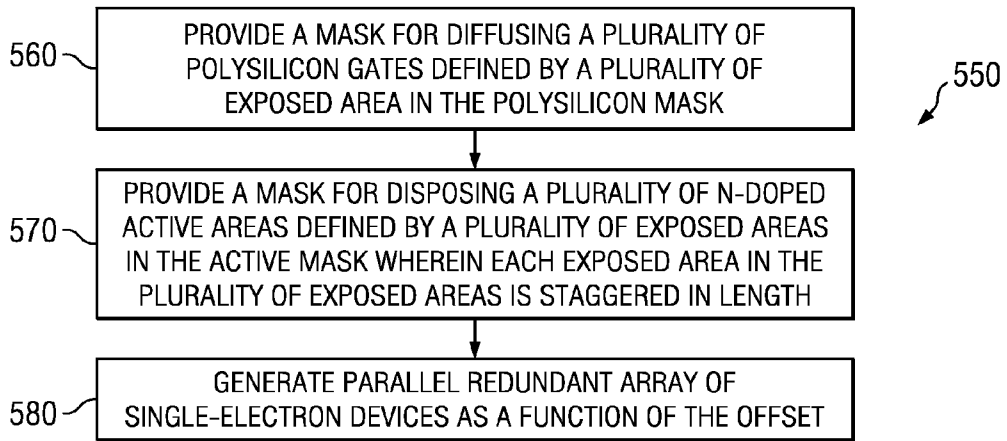 560
PROVIDE A MASK FOR DIFFUSING A PLURALITY OF
POLYSILICON GATES DEFINED BY A PLURALITY OF
EXPOSED AREA IN THE POLYSILICON MASK
550
570
PROVIDE A MASK FOR DISPOSING A PLURALITY OF N-DOPED
ACTIVE AREAS DEFINED BY A PLURALITY OF EXPOSED AREAS
IN THE ACTIVE MASK WHEREIN EACH EXPOSED AREA IN THE
PLURALITY OF EXPOSED AREAS IS STAGGERED IN LENGTH
580
GENERATE PARALLEL REDUNDANT ARRAY OF
SINGLE-ELECTRON DEVICES AS A FUNCTION OF THE OFFSET